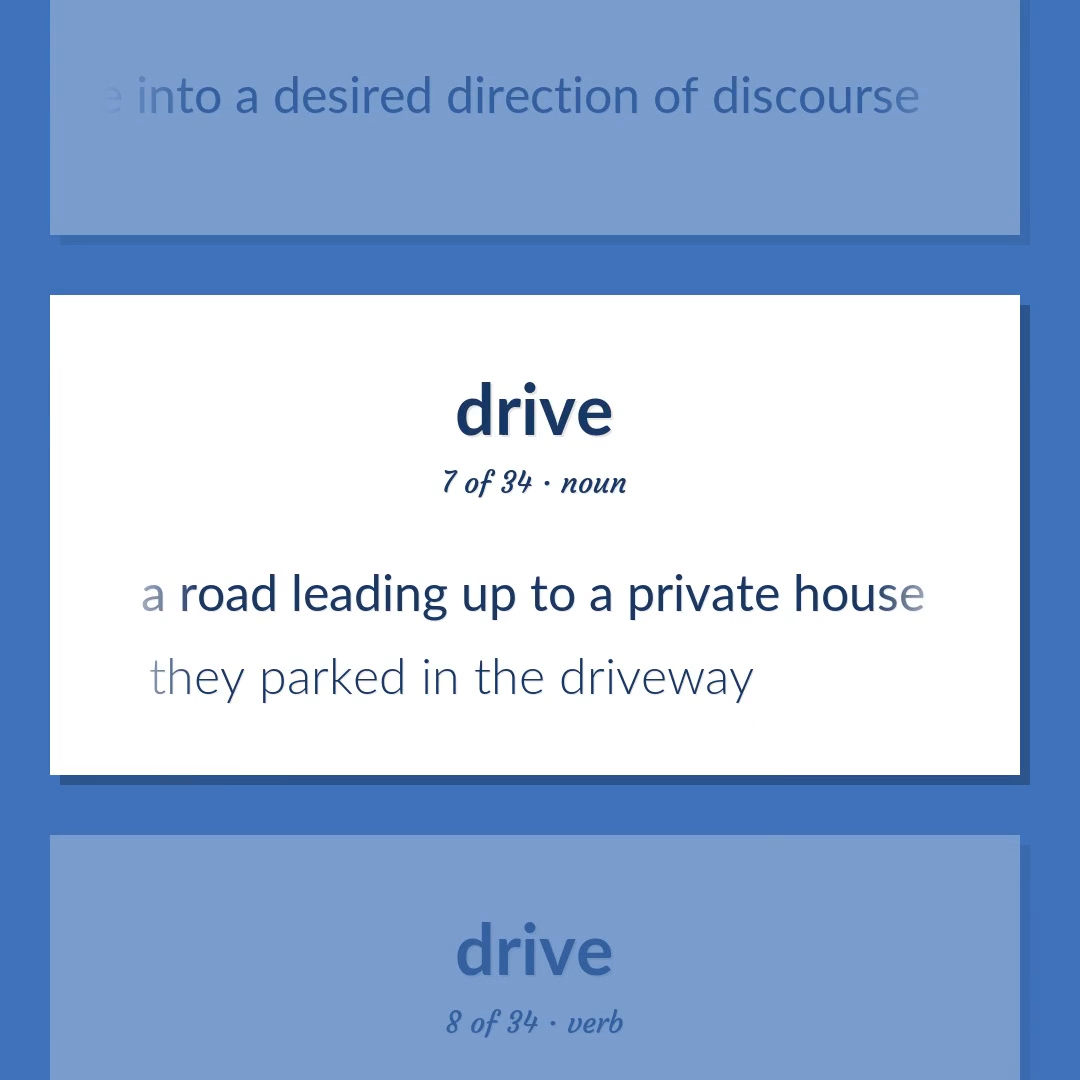 into a desired direction of discourse
drive
7 of 34 · noun
a road leading up to a private house
they parked in the driveway
drive
8 of 34 · verb